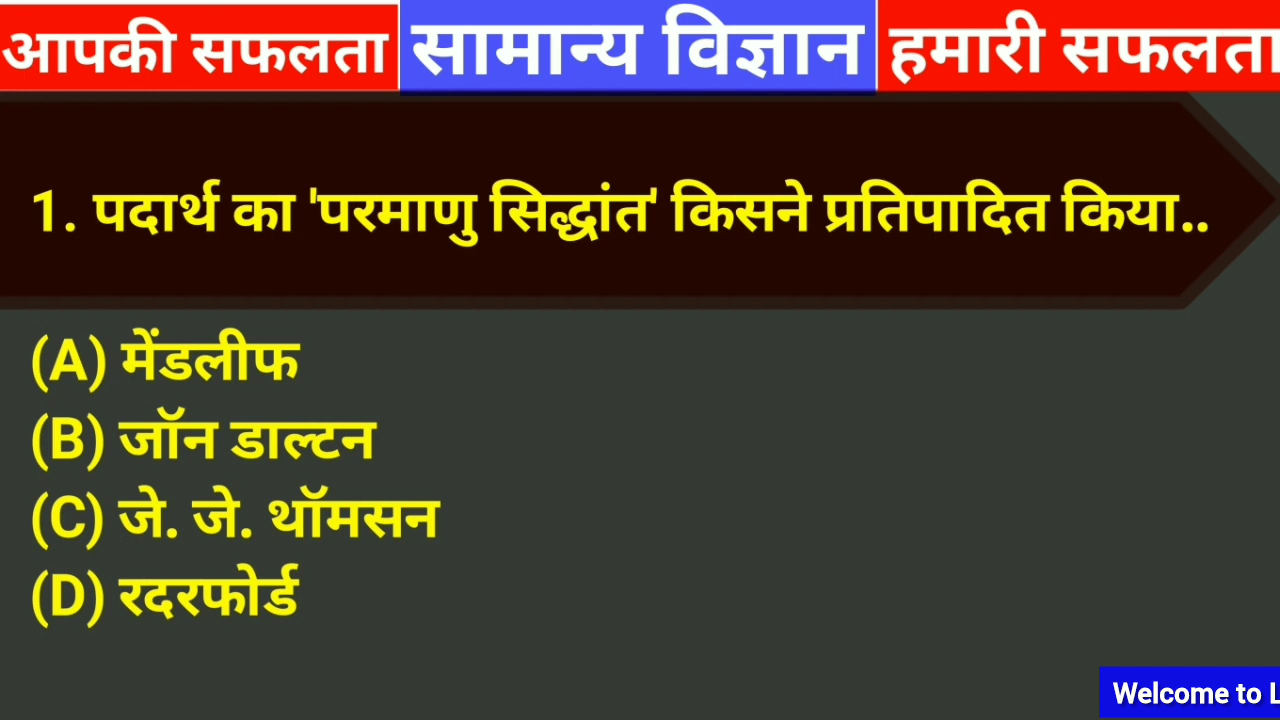 आपकी सफलता सामान्य विज्ञान हमारी सफलता
1. पदार्थ का 'परमाणु सिद्धांत' किसने प्रतिपादित किया..
(A) मेंडलीफ
(B) जॉन डाल्टन
(C) जे. जे. थॉमसन
(D) रदरफोर्ड
Welcome to L